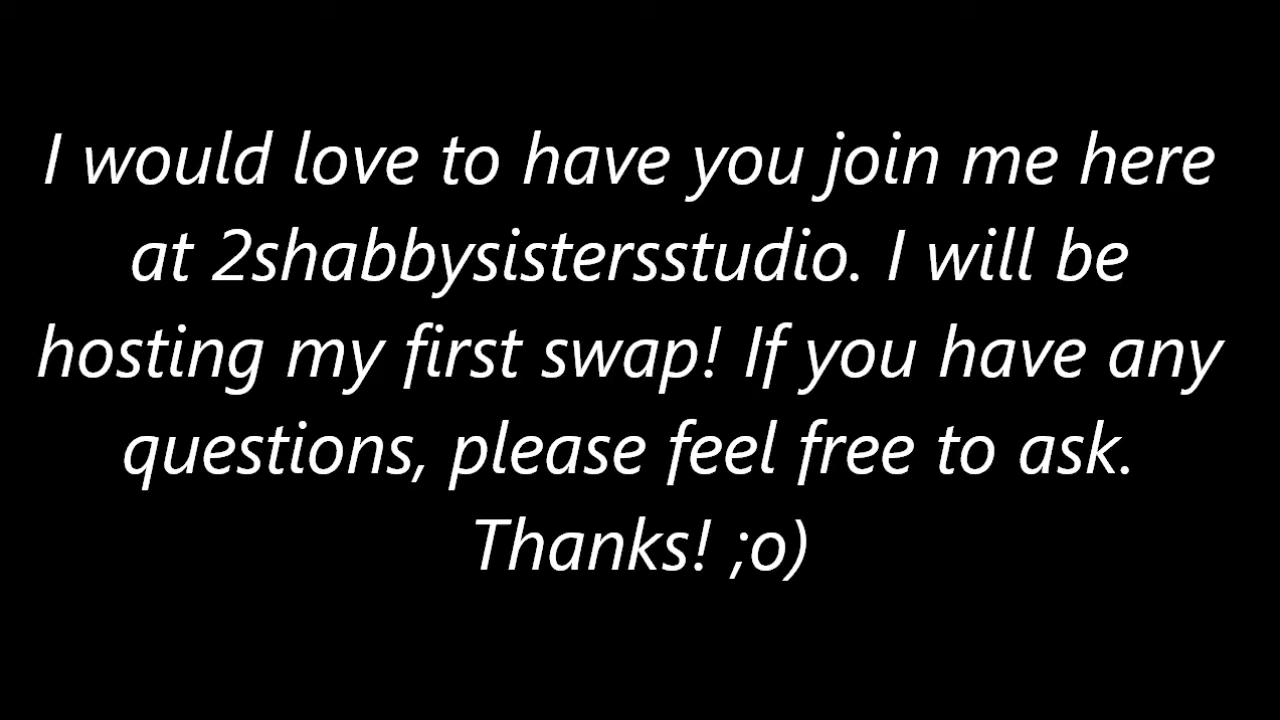 I would love to have you join me here
at 2shabbysistersstudio. I will be
hosting my first swap! If you have any
questions, please feel free to ask.
Thanks! ;o)